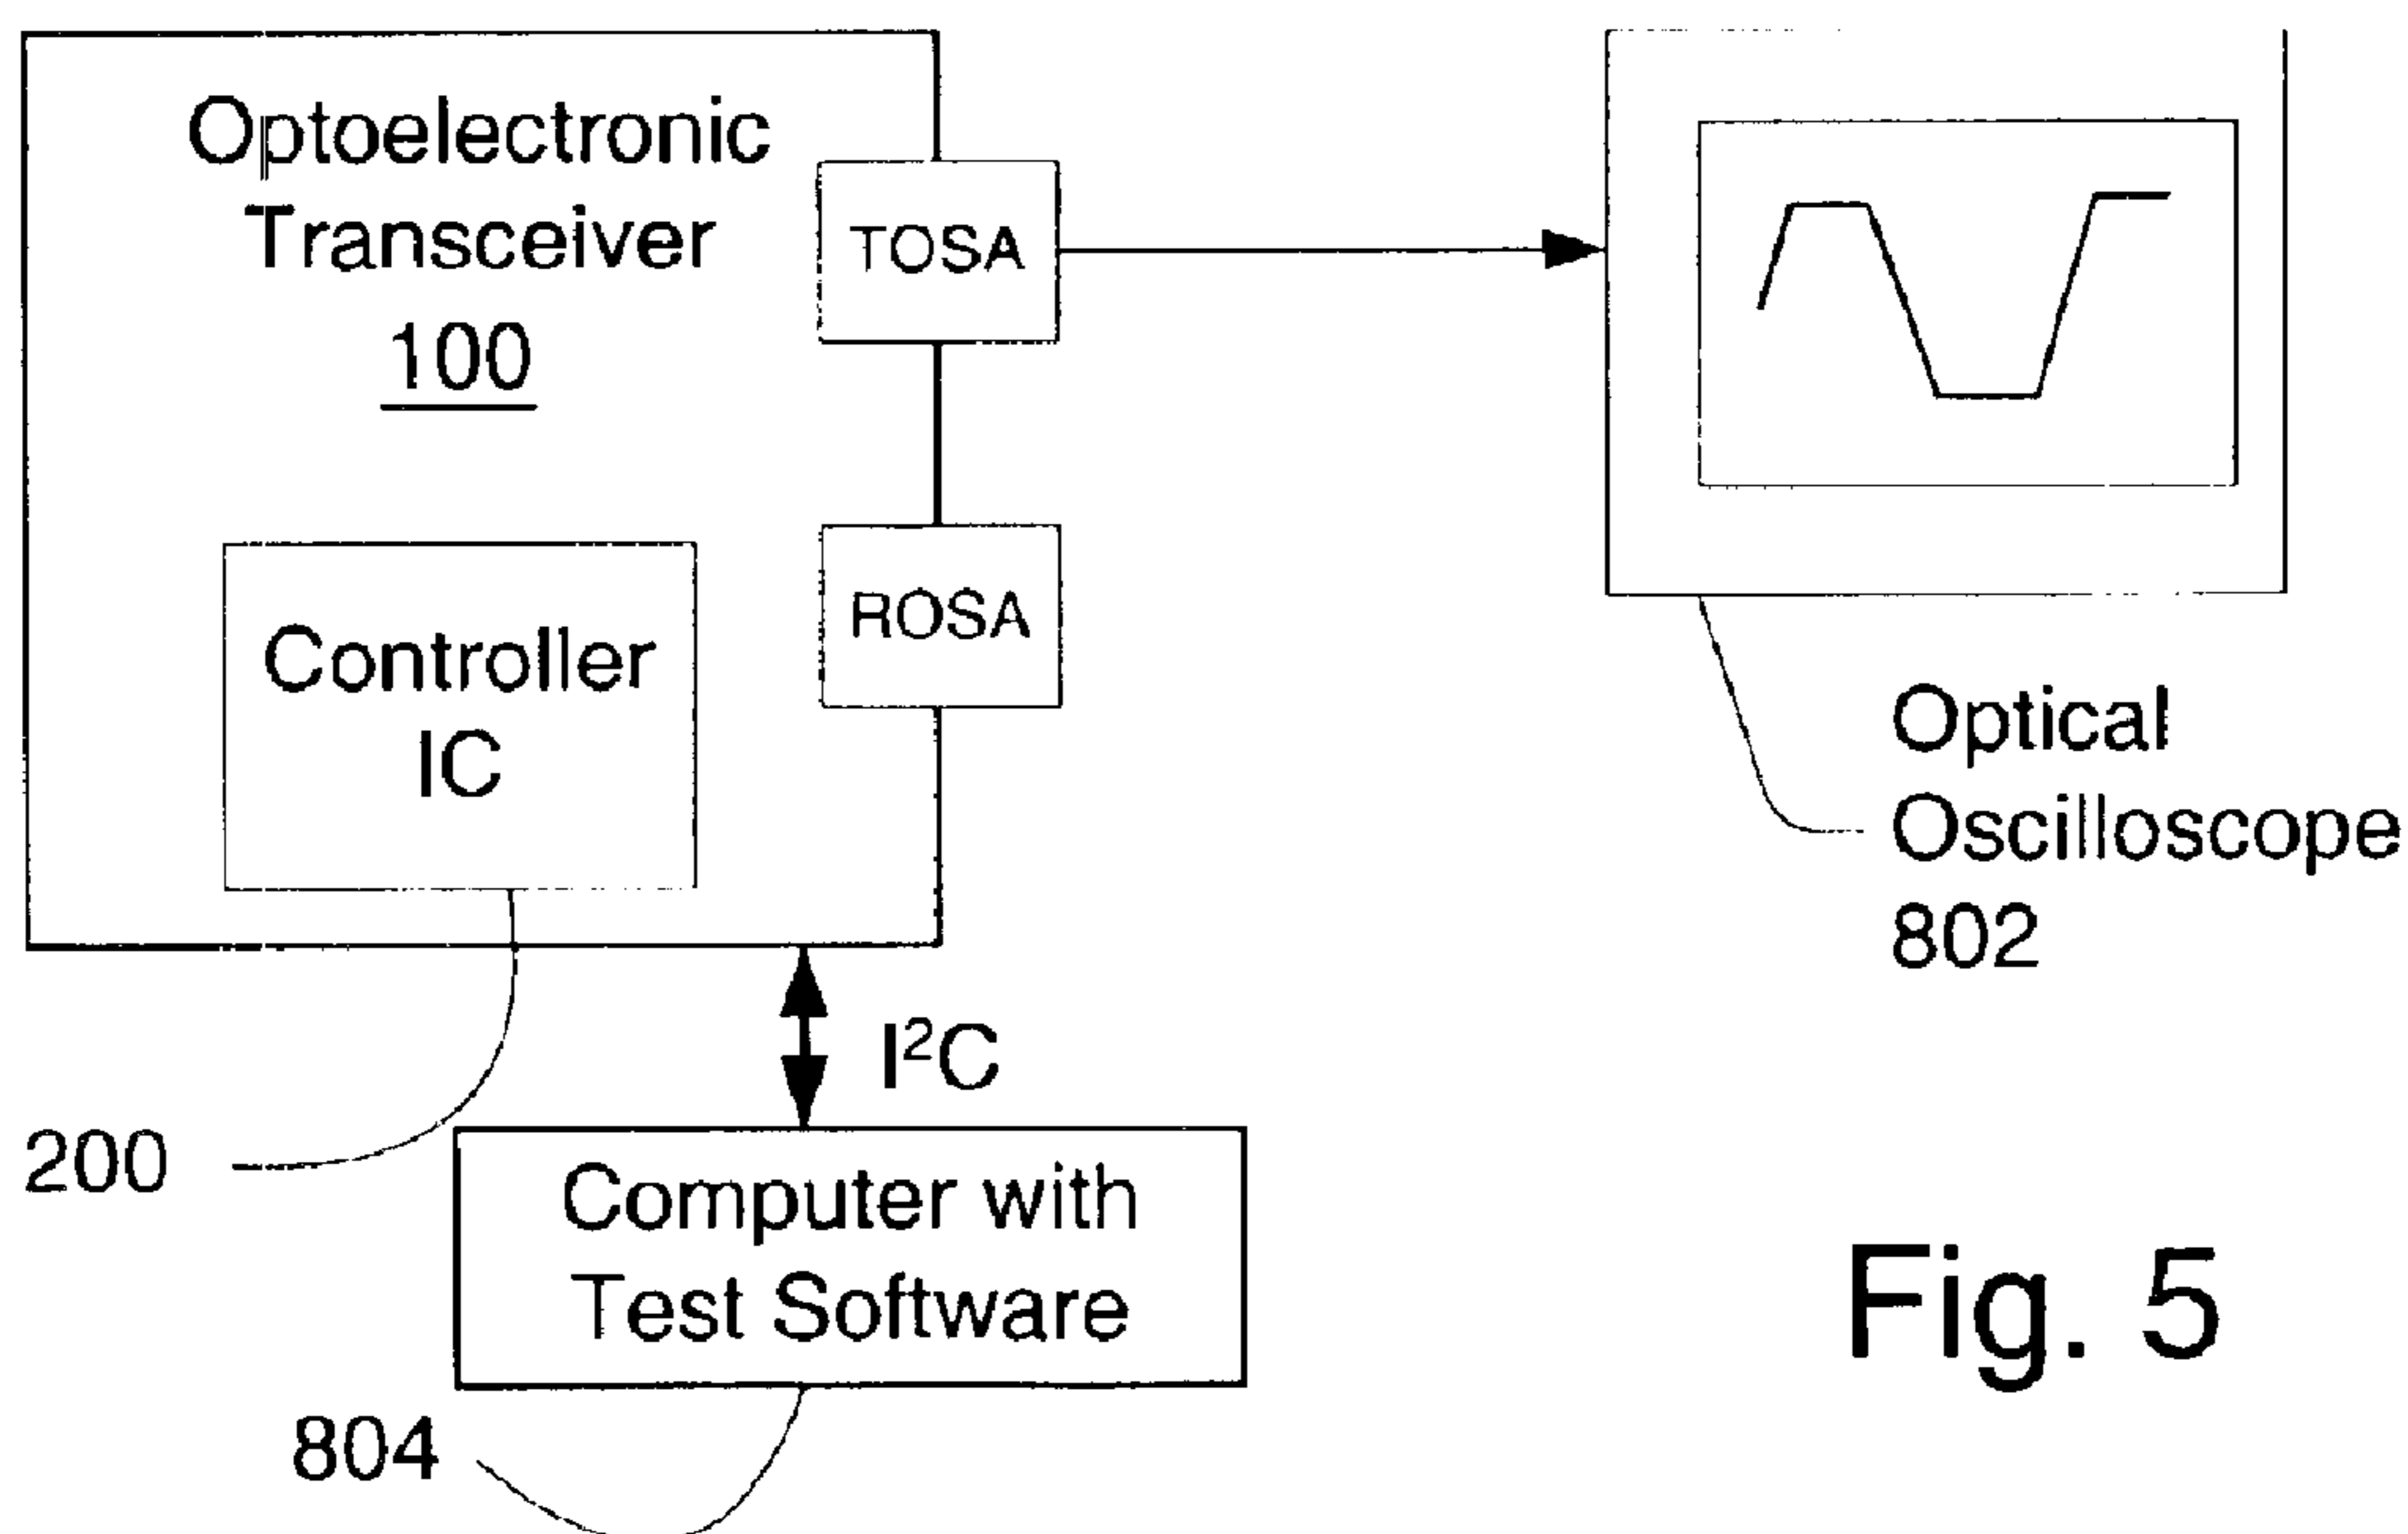 Optoelectronic
Transceiver
100
TOSA
ROSA
Controller
IC
Optical
Oscilloscope
802
I²C
200
Computer with
Test Software
804
Fig. 5